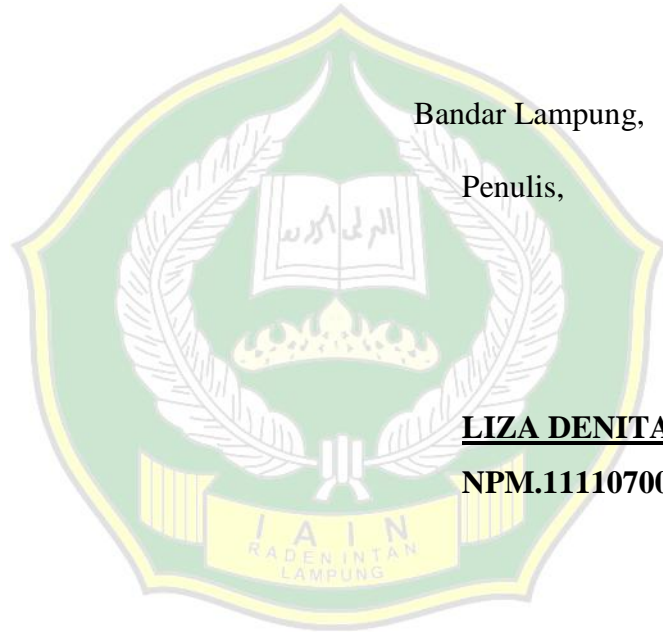 Bandar Lampung,
Penulis,
LIZA DENITA
NPM.11110700
I A I N
RADEN INTAN
LAMPUNG